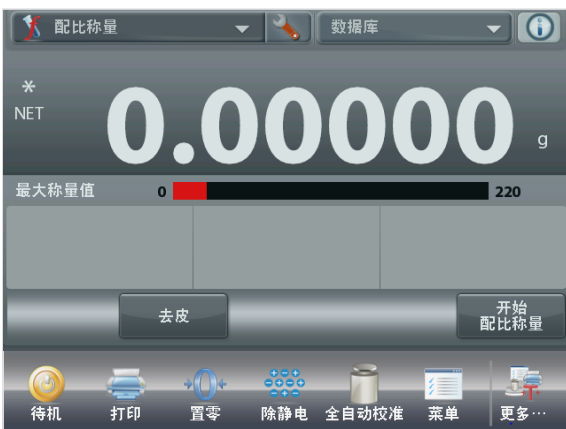 配比称量
数据库
*
NET
0.00000 g
最大称量值 0 220
去皮
开始
配比称量
待机 打印 置零 除静电 全自动校准 菜单 更多…